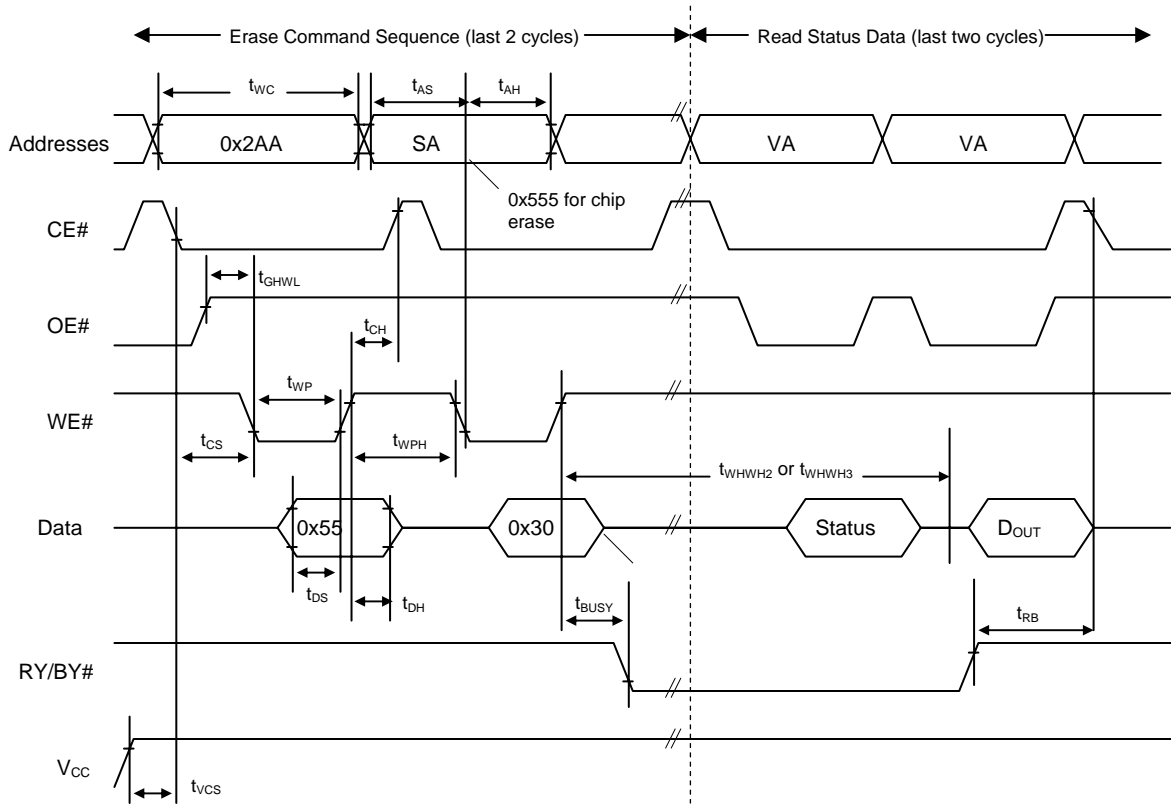 Erase Command Sequence (last 2 cycles)
Read Status Data (last two cycles)
tWC
tAS
tAH
Addresses
0x2AA
SA
VA
VA
0x555 for chip
erase
CE#
tGHWL
OE#
tCH
tWP
WE#
tCS
tWPH
tWHWH2 or tWHWH3
Data
0x55
0x30
Status
DOUT
tDS
tDH
tBUSY
tRB
RY/BY#
VCC
tVCS